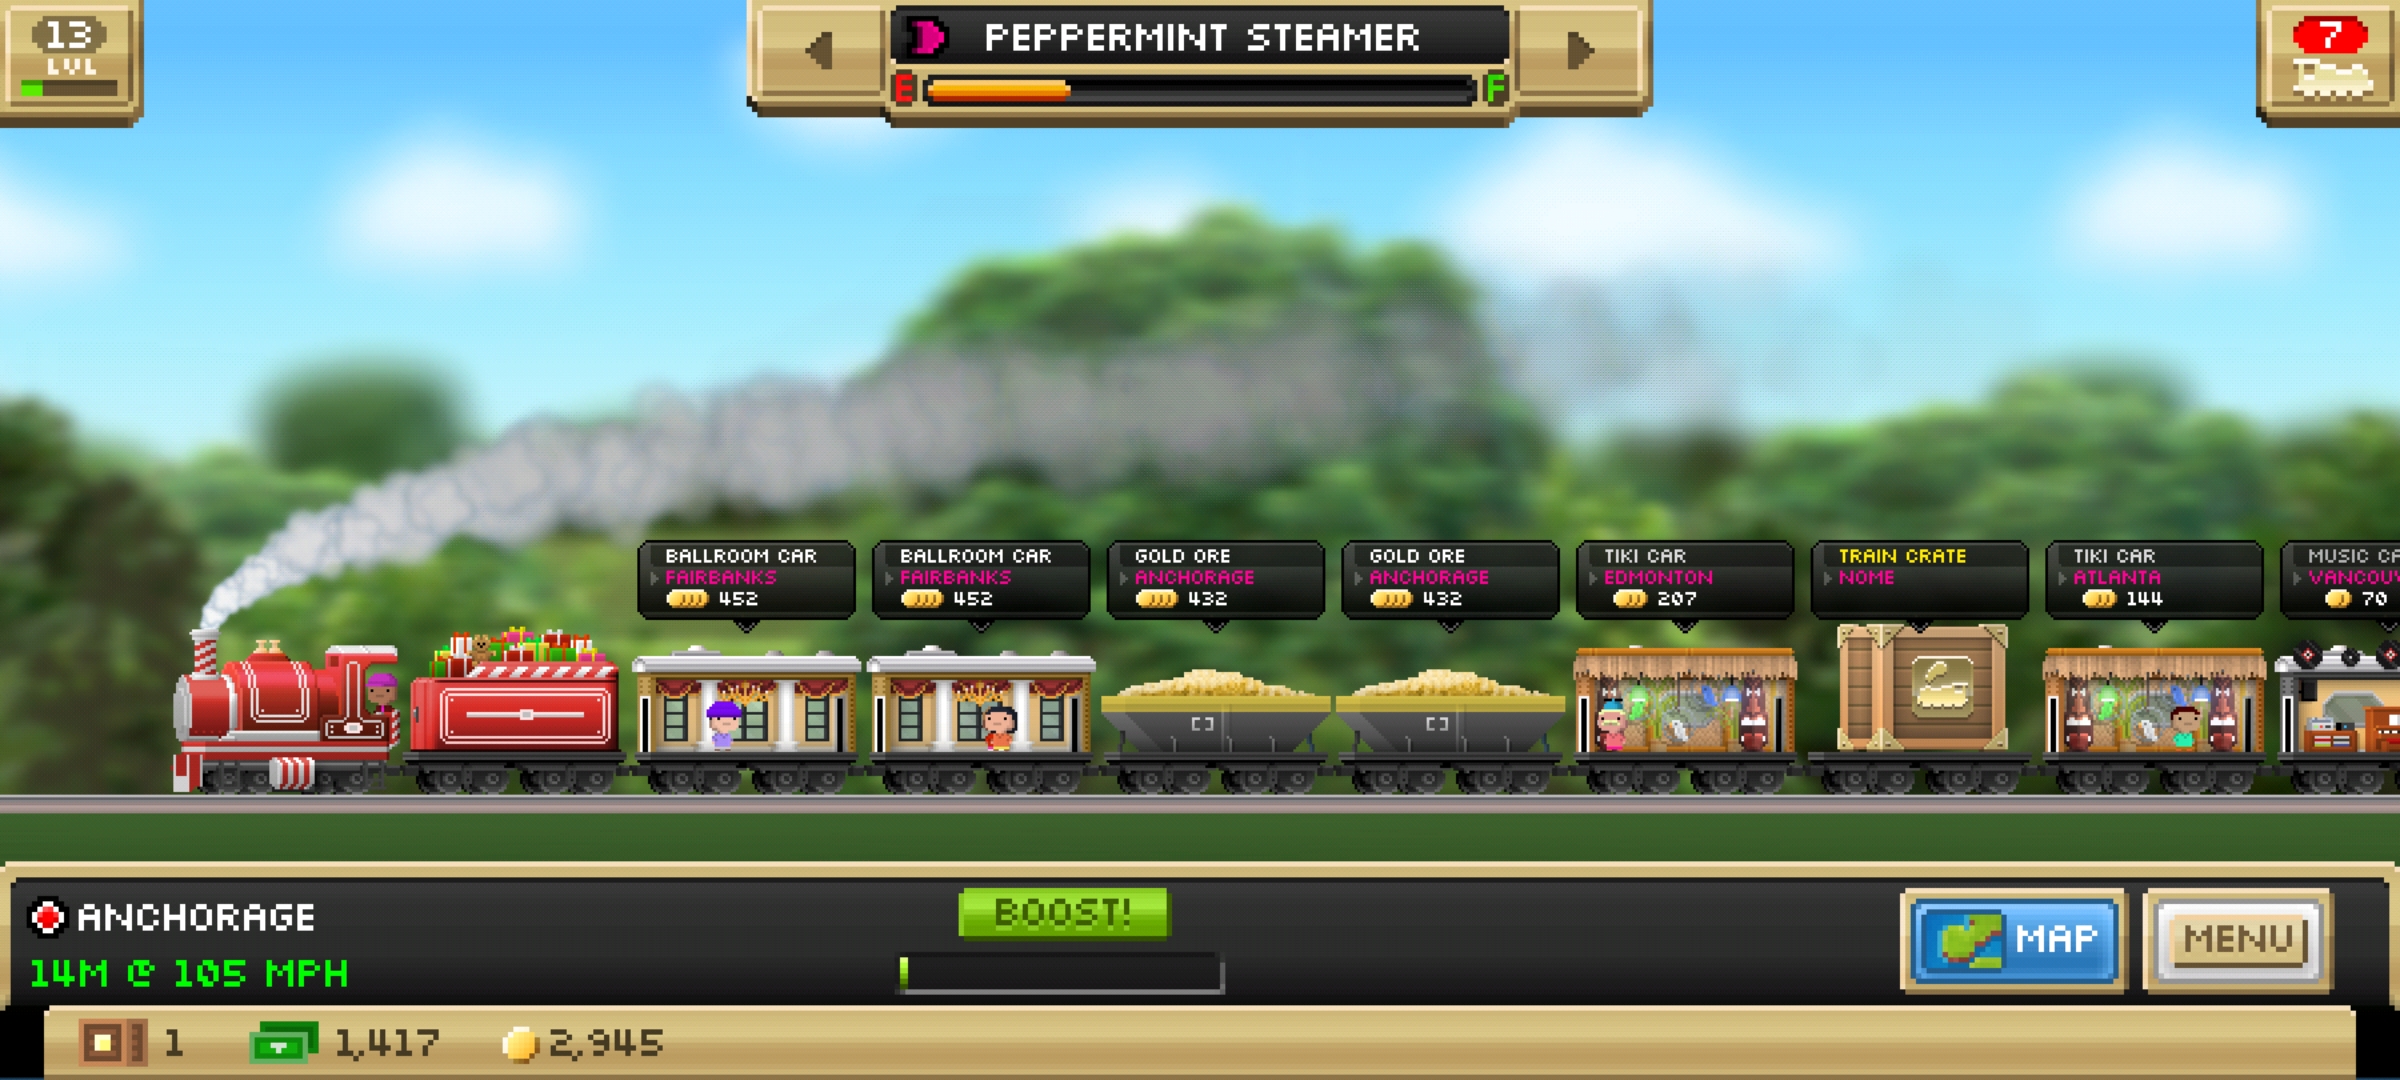 13
LVL
PEPPERMINT STEAMER
E F
7
BALLROOM CAR
FAIRBANKS
452
BALLROOM CAR
FAIRBANKS
452
GOLD ORE
ANCHORAGE
432
GOLD ORE
ANCHORAGE
432
TIKI CAR
EDMONTON
207
TRAIN CRATE
NOME
TIKI CAR
ATLANTA
144
MUSIC
70
ANCHORAGE
14M @ 105 MPH
BOOST!
MAP
MENU
1
1,417
2,945